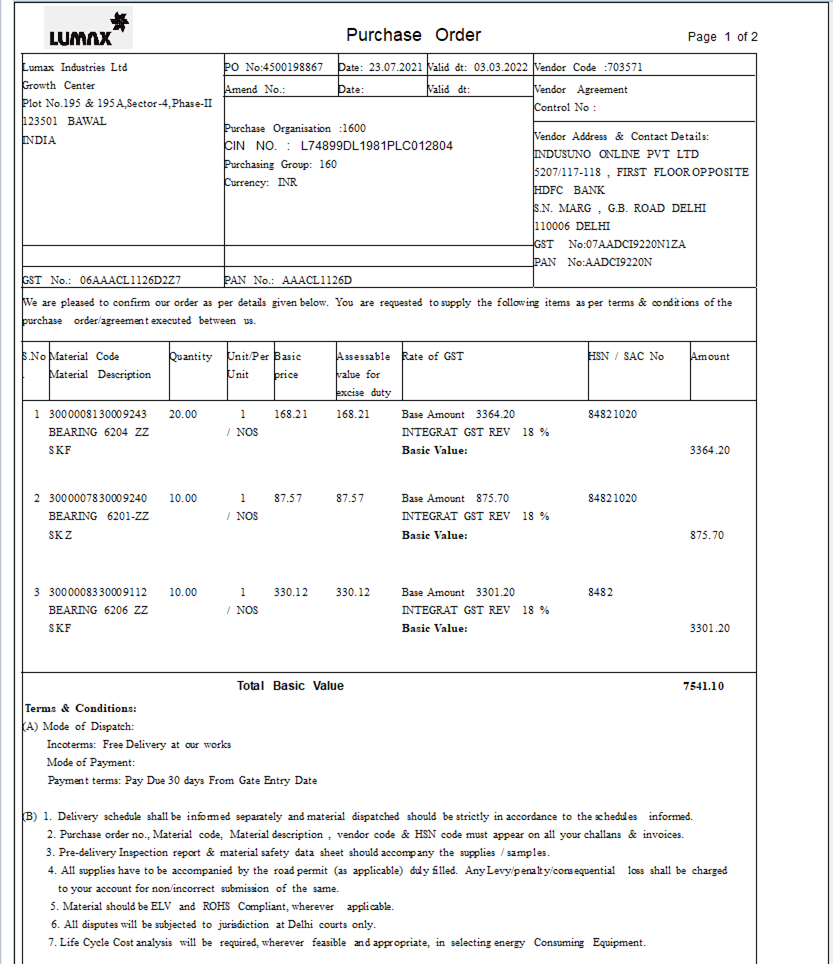 LUMAX
Purchase Order
Page 1 of 2
Lumax Industries Ltd
Growth Center
Plot No.195 & 195A,Sector-4,Phase-II
123501 BAWAL
INDIA
PO No:4500198867 Date: 23.07.2021 Valid dt: 03.03.2022 Vendor Code :703571
Amend No.: Date: Valid dt:
Vendor Agreement
Control No :
Purchase Organisation :1600
CIN NO. : L74899DL1981PLC012804
Purchasing Group: 160
Currency: INR
Vendor Address & Contact Details:
INDUSUNO ONLINE PVT LTD
5207/117-118 , FIRST FLOOR OPPOSITE
HDFC BANK
S.N. MARG , G.B. ROAD DELHI
110006 DELHI
GST No:07AADCI9220N1ZA
PAN No:AADCI9220N
GST No.: 06AAACL1126D2Z7 PAN No.: AAACL1126D
We are pleased to confirm our order as per details given below. You are requested to supply the following items as per terms & conditions of the
purchase order/agreement executed between us.
S.No Material Code Quantity Unit/Per Basic Assessable Rate of GST HSN / SAC No Amount
. Material Description Unit price value for
excise duty
1 3000008130009243 20.00 1 168.21 168.21 Base Amount 3364.20 84821020
BEARING 6204 ZZ / NOS INTEGRAT GST REV 18 %
SKF Basic Value: 3364.20
2 3000007830009240 10.00 1 87.57 87.57 Base Amount 875.70 84821020
BEARING 6201-ZZ / NOS INTEGRAT GST REV 18 %
SKZ Basic Value: 875.70
3 3000008330009112 10.00 1 330.12 330.12 Base Amount 3301.20 8482
BEARING 6206 ZZ / NOS INTEGRAT GST REV 18 %
SKF Basic Value: 3301.20
Total Basic Value 7541.10
Terms & Conditions:
(A) Mode of Dispatch:
Incoterms: Free Delivery at our works
Mode of Payment:
Payment terms: Pay Due 30 days From Gate Entry Date
(B) 1. Delivery schedule shall be informed separately and material dispatched should be strictly in accordance to the schedules informed.
2. Purchase order no., Material code, Material description , vendor code & HSN code must appear on all your challans & invoices.
3. Pre-delivery Inspection report & material safety data sheet should accompany the supplies / samples.
4. All supplies have to be accompanied by the road permit (as applicable) duly filled. Any Levy/penalty/consequential loss shall be charged
to your account for non/incorrect submission of the same.
5. Material should be ELV and ROHS Compliant, wherever applicable.
6. All disputes will be subjected to jurisdiction at Delhi courts only.
7. Life Cycle Cost analysis will be required, wherever feasible and appropriate, in selecting energy Consuming Equipment.